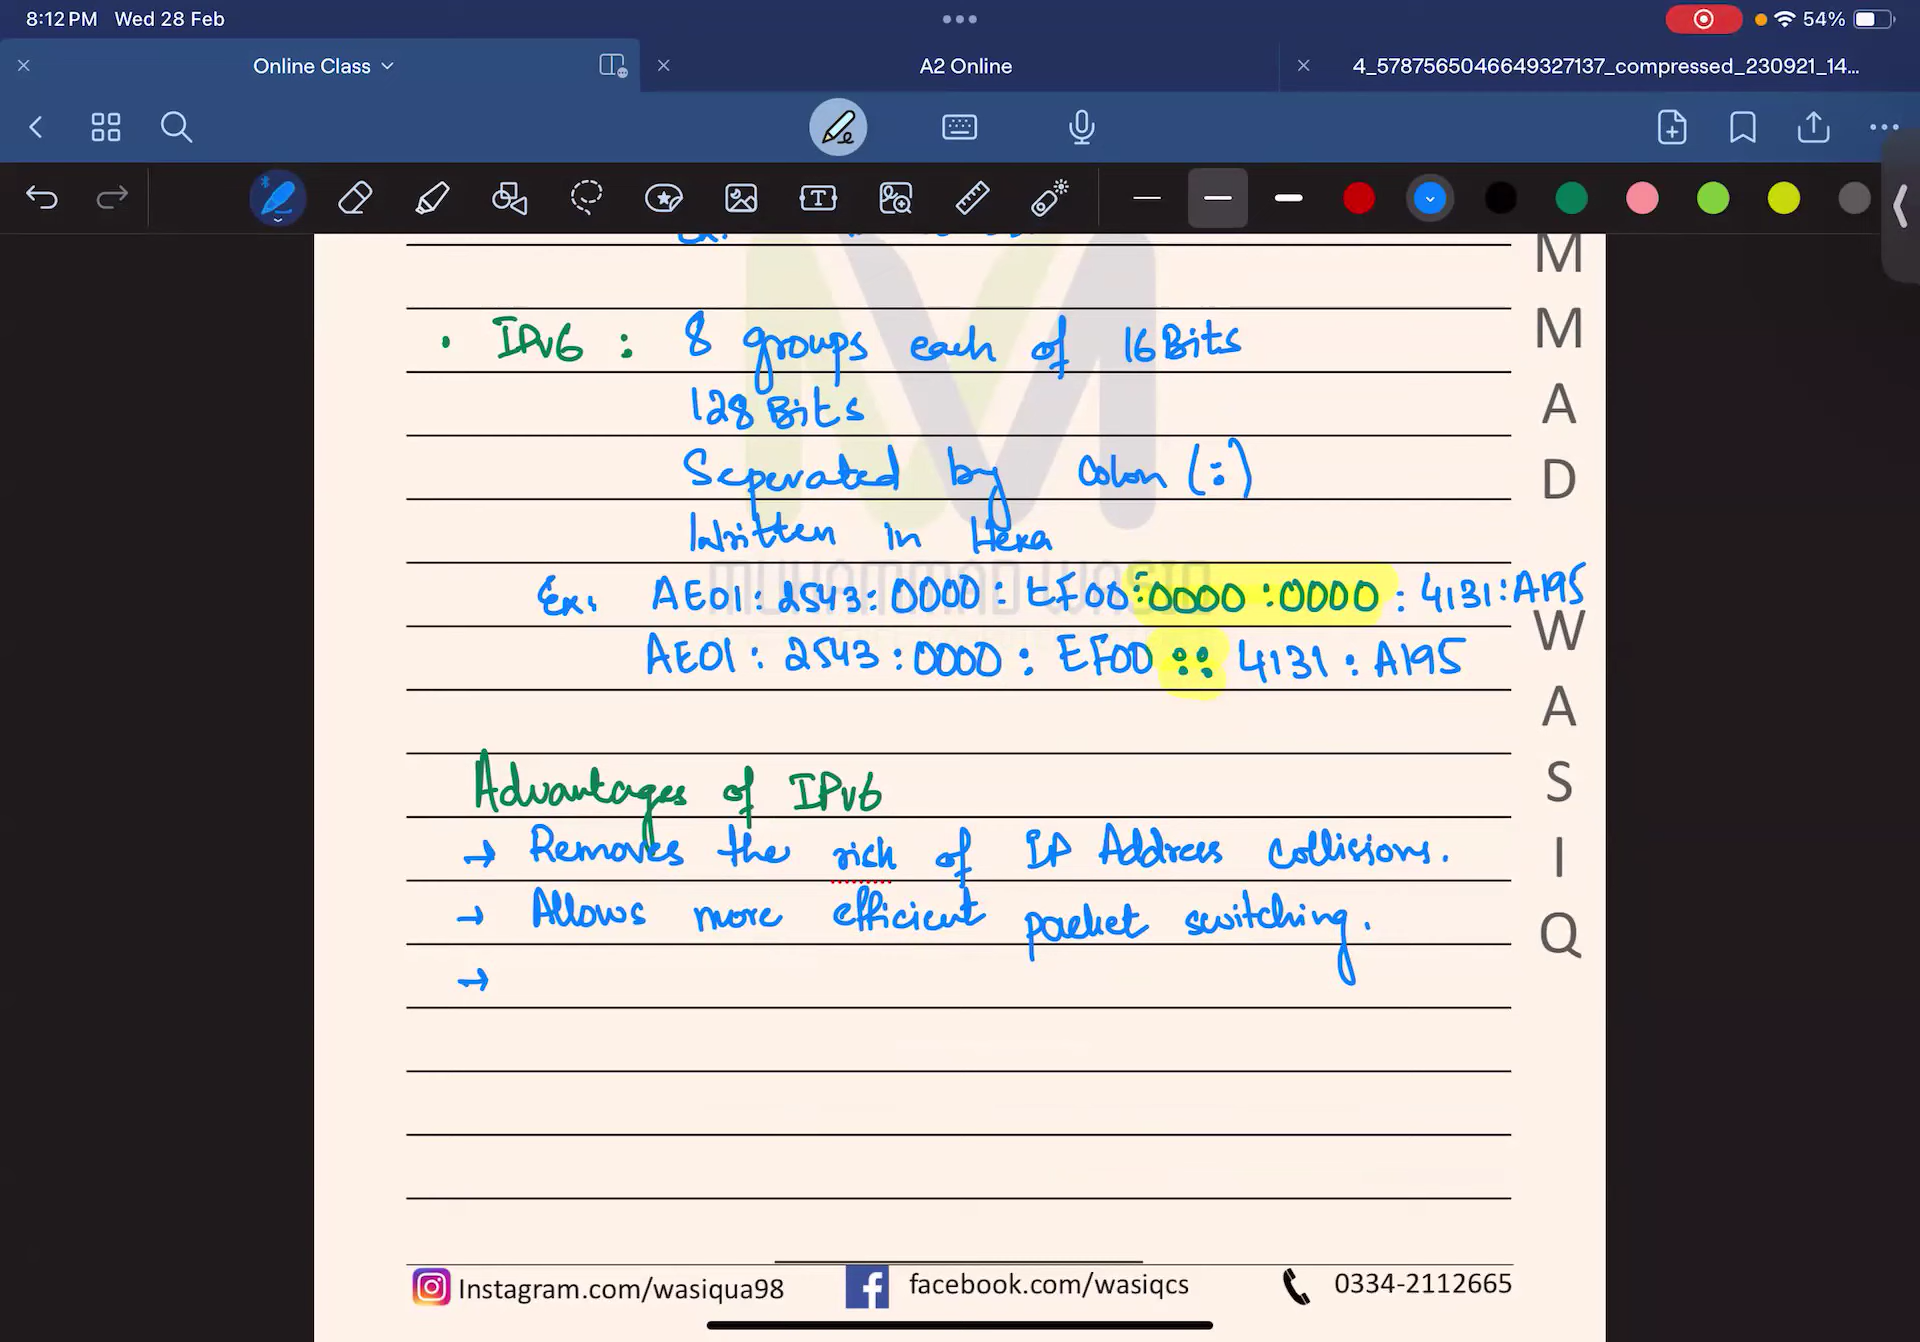 8:12 PM Wed 28 Feb
54%
Online Class
A2 Online
4_5787565046649327137_compressed_230921_14...
Ex.
• IPv6 : 8 groups each of 16 Bits
128 Bits
Seperated by Colon (:)
Written in Hexa
Ex. AE01 : 2543 : 0000 : EF00 : 0000 : 0000 : 4131 : A195
AE01 : 2543 : 0000 : EF00 :: 4131 : A195
Advantages of IPv6
→ Removes the risk of IP Address collisions.
→ Allows more efficient packet switching.
→
MUHAMMAD WASIQ
M
M
A
D
W
A
S
I
Q
Instagram.com/wasiqua98
facebook.com/wasiqcs
0334-2112665